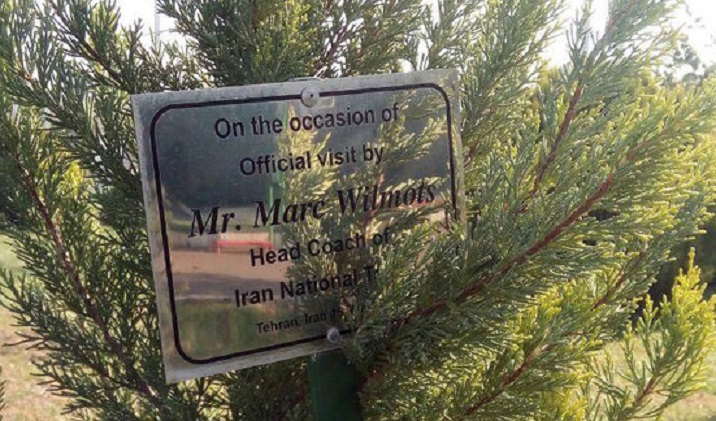 On the occasion of
Official visit by
Mr. Marc Wilmots
Head Coach of
Iran National T
Tehran, Iran